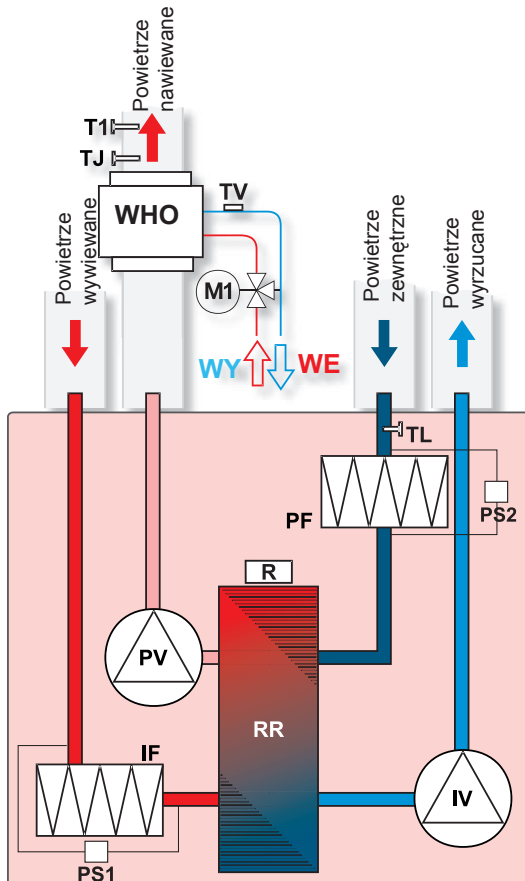 Powietrze
nawiewane
T1
TJ
WHO
TV
M1
WY
WE
Powietrze
wywiewane
Powietrze
zewnętrzne
Powietrze
wyrzucane
TL
PF
PS2
R
PV
RR
IF
IV
PS1